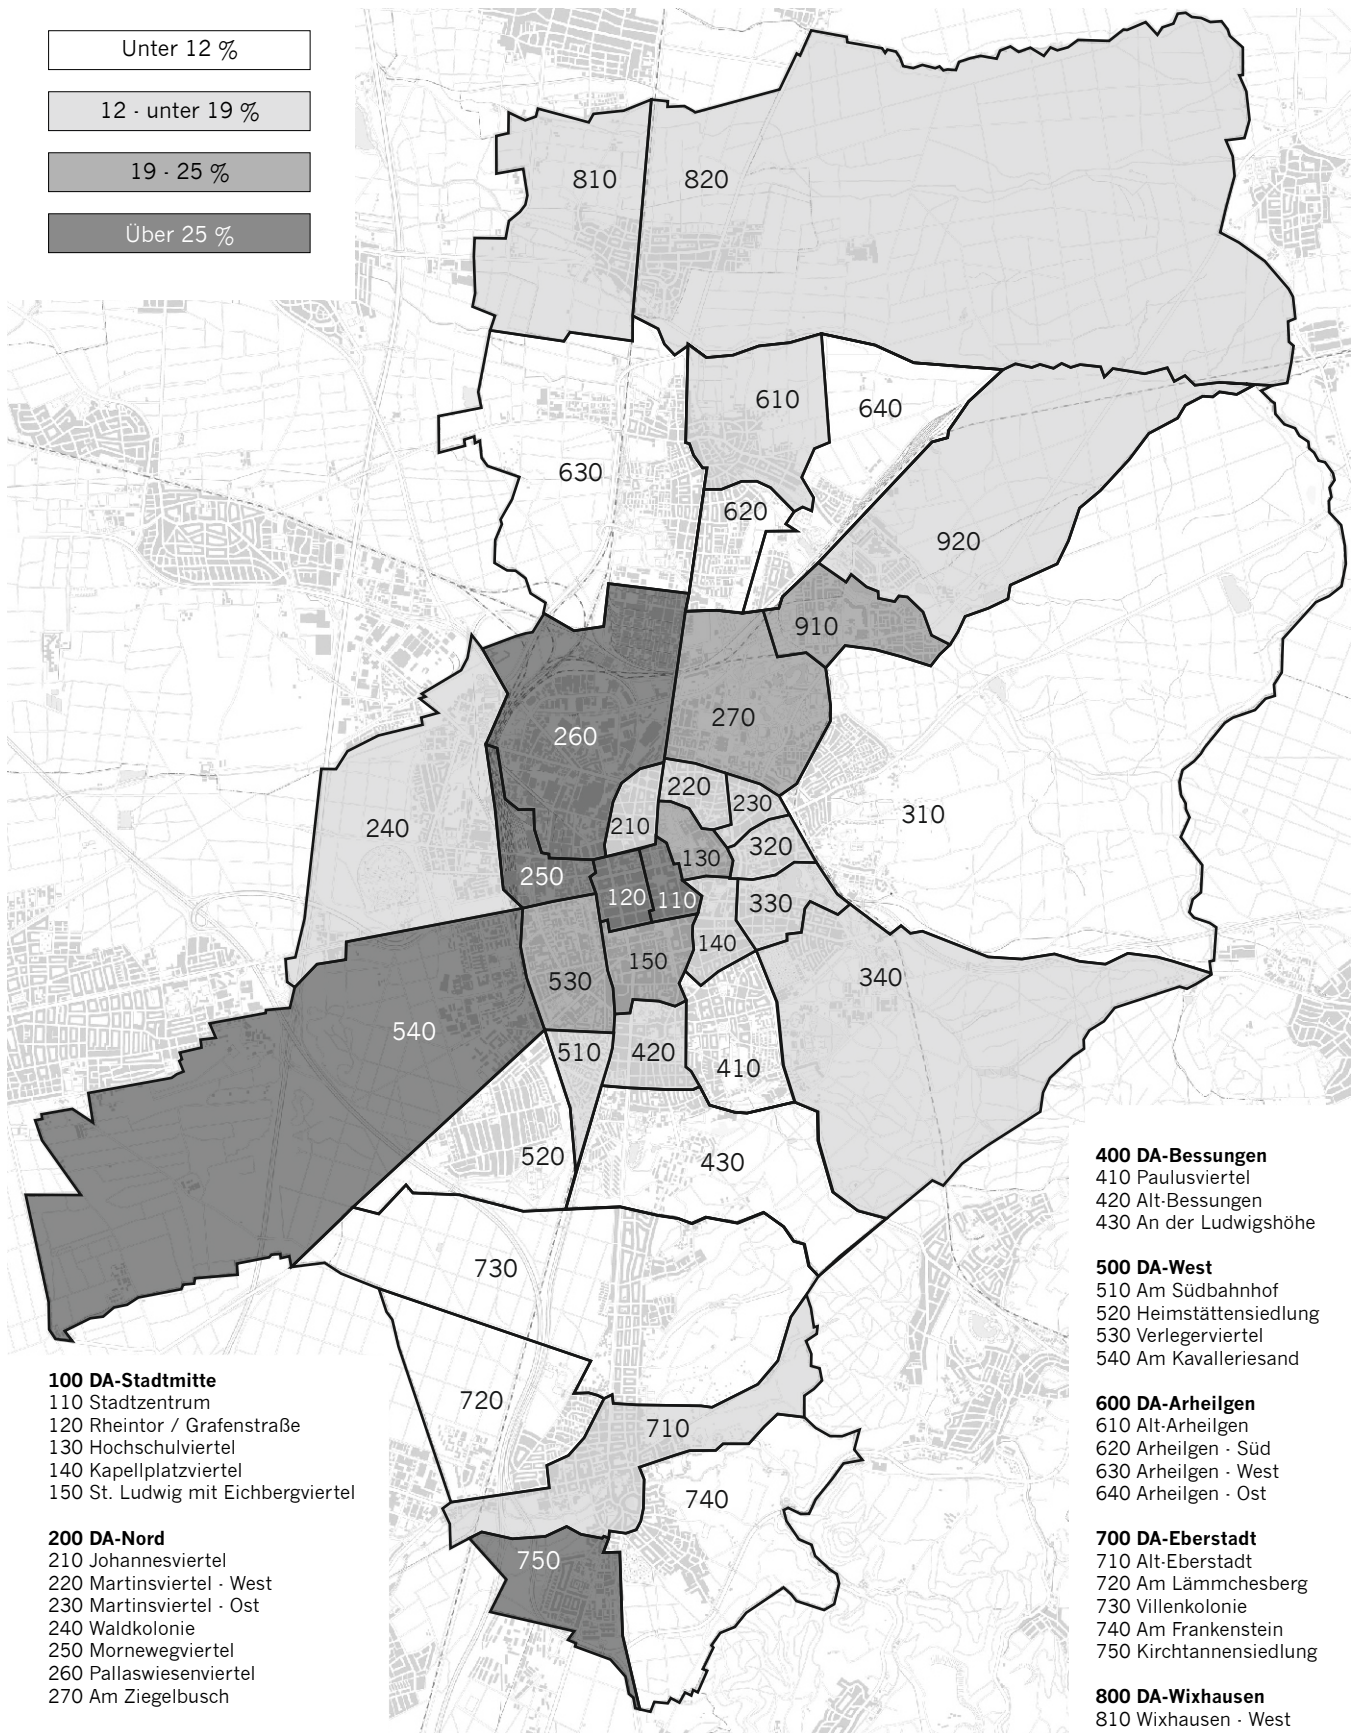 Unter 12 %
12 - unter 19 %
19 - 25 %
Über 25 %
810
820
610
640
630
620
920
910
270
260
220
230
240
210
310
320
130
250
120
110
330
140
150
340
530
540
510
420
410
520
430
730
720
710
740
750
100 DA-Stadtmitte
110 Stadtzentrum
120 Rheintor / Grafenstraße
130 Hochschulviertel
140 Kapellplatzviertel
150 St. Ludwig mit Eichbergviertel
200 DA-Nord
210 Johannesviertel
220 Martinsviertel - West
230 Martinsviertel - Ost
240 Waldkolonie
250 Mornewegviertel
260 Pallaswiesenviertel
270 Am Ziegelbusch
400 DA-Bessungen
410 Paulusviertel
420 Alt-Bessungen
430 An der Ludwigshöhe
500 DA-West
510 Am Südbahnhof
520 Heimstättensiedlung
530 Verlegerviertel
540 Am Kavalleriesand
600 DA-Arheilgen
610 Alt-Arheilgen
620 Arheilgen - Süd
630 Arheilgen - West
640 Arheilgen - Ost
700 DA-Eberstadt
710 Alt-Eberstadt
720 Am Lämmchesberg
730 Villenkolonie
740 Am Frankenstein
750 Kirchtannensiedlung
800 DA-Wixhausen
810 Wixhausen - West